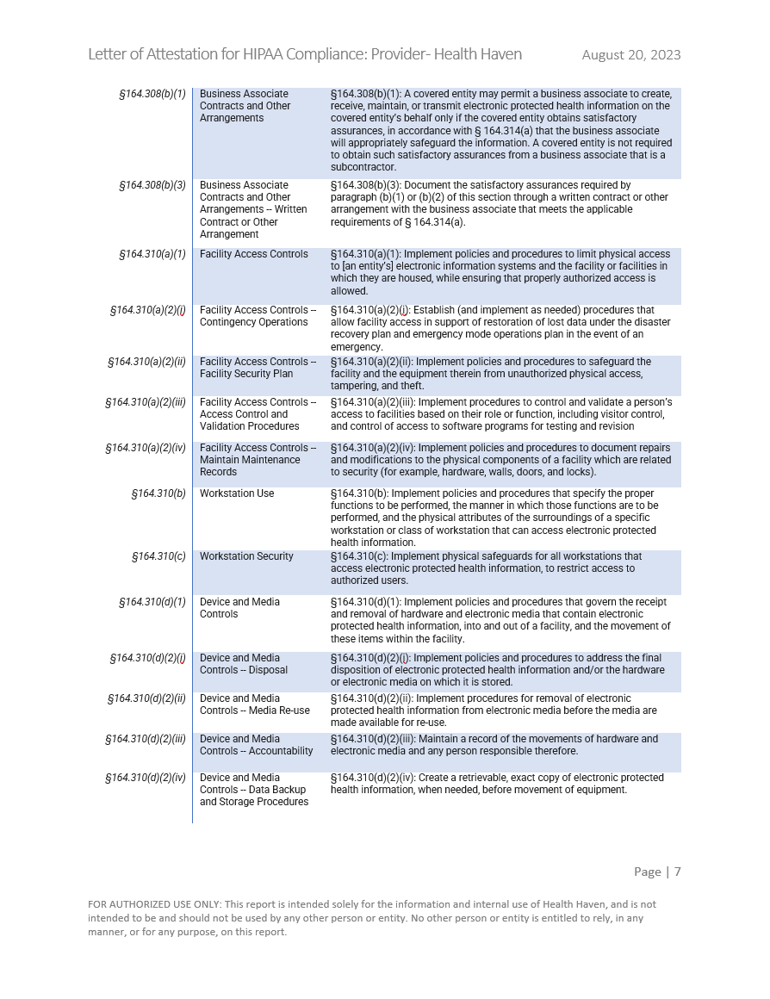 Letter of Attestation for HIPAA Compliance: Provider- Health Haven August 20, 2023
§164.308(b)(1) Business Associate §164.308(b)(1): A covered entity may permit a business associate to create,
Contracts and Other receive, maintain, or transmit electronic protected health information on the
Arrangements covered entity's behalf only if the covered entity obtains satisfactory
assurances, in accordance with § 164.314(a) that the business associate
will appropriately safeguard the information. A covered entity is not required
to obtain such satisfactory assurances from a business associate that is a
subcontractor.
§164.308(b)(3) Business Associate §164.308(b)(3): Document the satisfactory assurances required by
Contracts and Other paragraph (b)(1) or (b)(2) of this section through a written contract or other
Arrangements -- Written arrangement with the business associate that meets the applicable
Contract or Other requirements of § 164.314(a).
Arrangement
§164.310(a)(1) Facility Access Controls §164.310(a)(1): Implement policies and procedures to limit physical access
to [an entity's] electronic information systems and the facility or facilities in
which they are housed, while ensuring that properly authorized access is
allowed.
§164.310(a)(2)(i) Facility Access Controls -- §164.310(a)(2)(i): Establish (and implement as needed) procedures that
Contingency Operations allow facility access in support of restoration of lost data under the disaster
recovery plan and emergency mode operations plan in the event of an
emergency.
§164.310(a)(2)(ii) Facility Access Controls -- §164.310(a)(2)(ii): Implement policies and procedures to safeguard the
Facility Security Plan facility and the equipment therein from unauthorized physical access,
tampering, and theft.
§164.310(a)(2)(iii) Facility Access Controls -- §164.310(a)(2)(iii): Implement procedures to control and validate a person's
Access Control and access to facilities based on their role or function, including visitor control,
Validation Procedures and control of access to software programs for testing and revision
§164.310(a)(2)(iv) Facility Access Controls -- §164.310(a)(2)(iv): Implement policies and procedures to document repairs
Maintain Maintenance and modifications to the physical components of a facility which are related
Records to security (for example, hardware, walls, doors, and locks).
§164.310(b) Workstation Use §164.310(b): Implement policies and procedures that specify the proper
functions to be performed, the manner in which those functions are to be
performed, and the physical attributes of the surroundings of a specific
workstation or class of workstation that can access electronic protected
health information.
§164.310(c) Workstation Security §164.310(c): Implement physical safeguards for all workstations that
access electronic protected health information, to restrict access to
authorized users.
§164.310(d)(1) Device and Media §164.310(d)(1): Implement policies and procedures that govern the receipt
Controls and removal of hardware and electronic media that contain electronic
protected health information, into and out of a facility, and the movement of
these items within the facility.
§164.310(d)(2)(i) Device and Media §164.310(d)(2)(i): Implement policies and procedures to address the final
Controls -- Disposal disposition of electronic protected health information and/or the hardware
or electronic media on which it is stored.
§164.310(d)(2)(ii) Device and Media §164.310(d)(2)(ii): Implement procedures for removal of electronic
Controls -- Media Re-use protected health information from electronic media before the media are
made available for re-use.
§164.310(d)(2)(iii) Device and Media §164.310(d)(2)(iii): Maintain a record of the movements of hardware and
Controls -- Accountability electronic media and any person responsible therefore.
§164.310(d)(2)(iv) Device and Media §164.310(d)(2)(iv): Create a retrievable, exact copy of electronic protected
Controls -- Data Backup health information, when needed, before movement of equipment.
and Storage Procedures
Page | 7
FOR AUTHORIZED USE ONLY: This report is intended solely for the information and internal use of Health Haven, and is not
intended to be and should not be used by any other person or entity. No other person or entity is entitled to rely, in any
manner, or for any purpose, on this report.